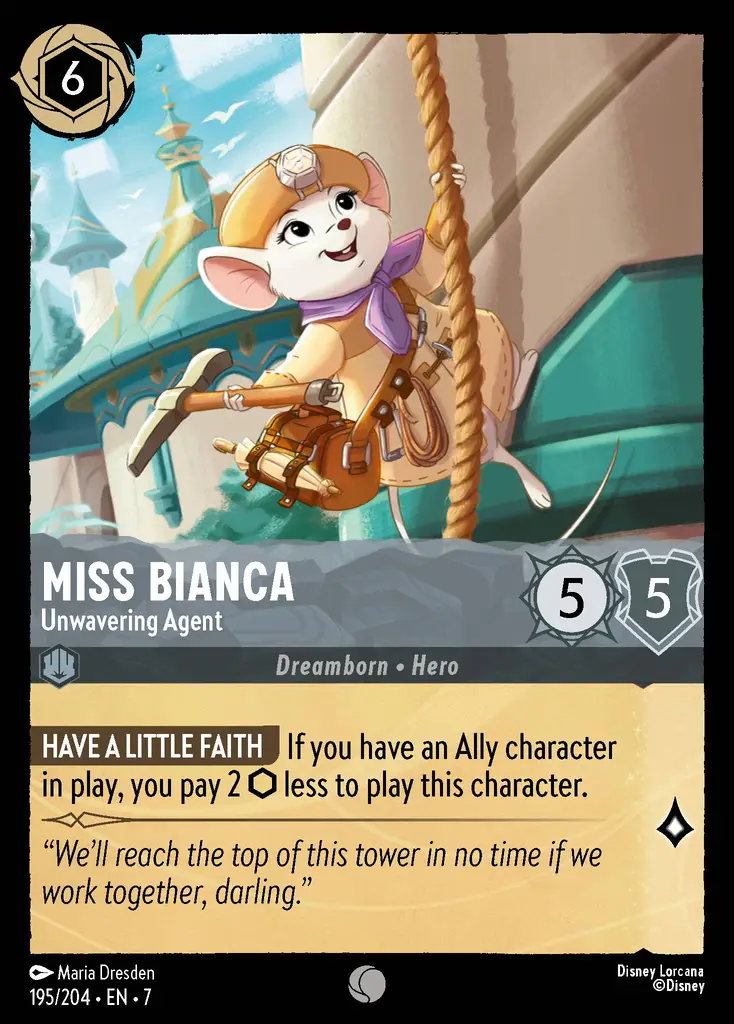 6
MISS BIANCA
Unwavering Agent
5
5
Dreamborn • Hero
HAVE A LITTLE FAITH If you have an Ally character
in play, you pay 2 ⬡ less to play this character.
“We’ll reach the top of this tower in no time if we
work together, darling.”
Maria Dresden
195/204 • EN • 7
Disney Lorcana
©Disney